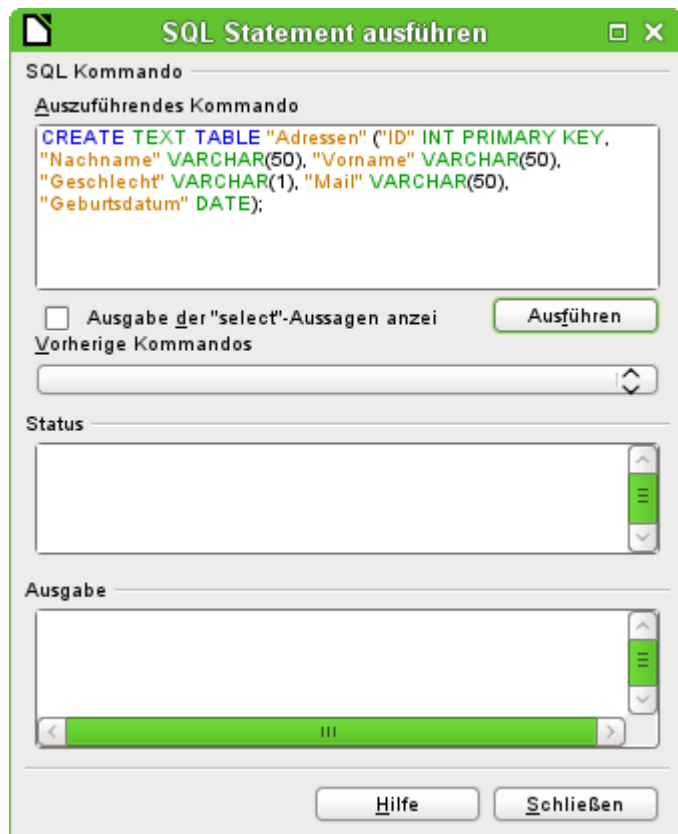 SQL Statement ausführen
SQL Kommando
Auszuführendes Kommando
CREATE TEXT TABLE "Adressen" ("ID" INT PRIMARY KEY,
"Nachname" VARCHAR(50), "Vorname" VARCHAR(50),
"Geschlecht" VARCHAR(1), "Mail" VARCHAR(50),
"Geburtsdatum" DATE);
Ausgabe der "select"-Aussagen anzei
Ausführen
Vorherige Kommandos
Status
Ausgabe
Hilfe
Schließen